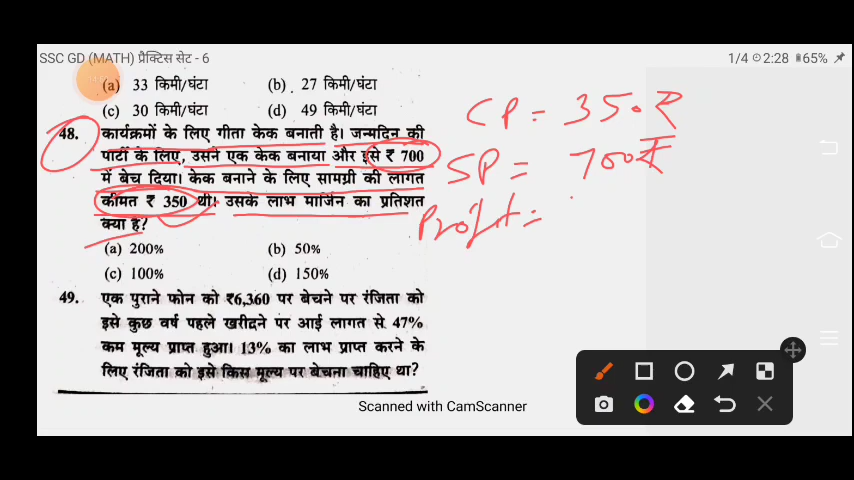 SSC GD (MATH) प्रैक्टिस सेट - 6
1/4 2:28 65%
(a) 33 किमी/घंटा (b) 27 किमी/घंटा
(c) 30 किमी/घंटा (d) 49 किमी/घंटा
48. कार्यक्रमों के लिए गीता केक बनाती है। जन्मदिन की
पार्टी के लिए, उसने एक केक बनाया और इसे ₹ 700
में बेच दिया। केक बनाने के लिए सामग्री की लागत
कीमत ₹ 350 थी। उसके लाभ मार्जिन का प्रतिशत
क्या है?
(a) 200% (b) 50%
(c) 100% (d) 150%
CP = 350 ₹
SP = 700 ₹
Profit =
49. एक पुराने फोन को ₹6,360 पर बेचने पर रंजिता को
इसे कुछ वर्ष पहले खरीदने पर आई लागत से 47%
कम मूल्य प्राप्त हुआ। 13% का लाभ प्राप्त करने के
लिए रंजिता को इसे किस मूल्य पर बेचना चाहिए था?
Scanned with CamScanner